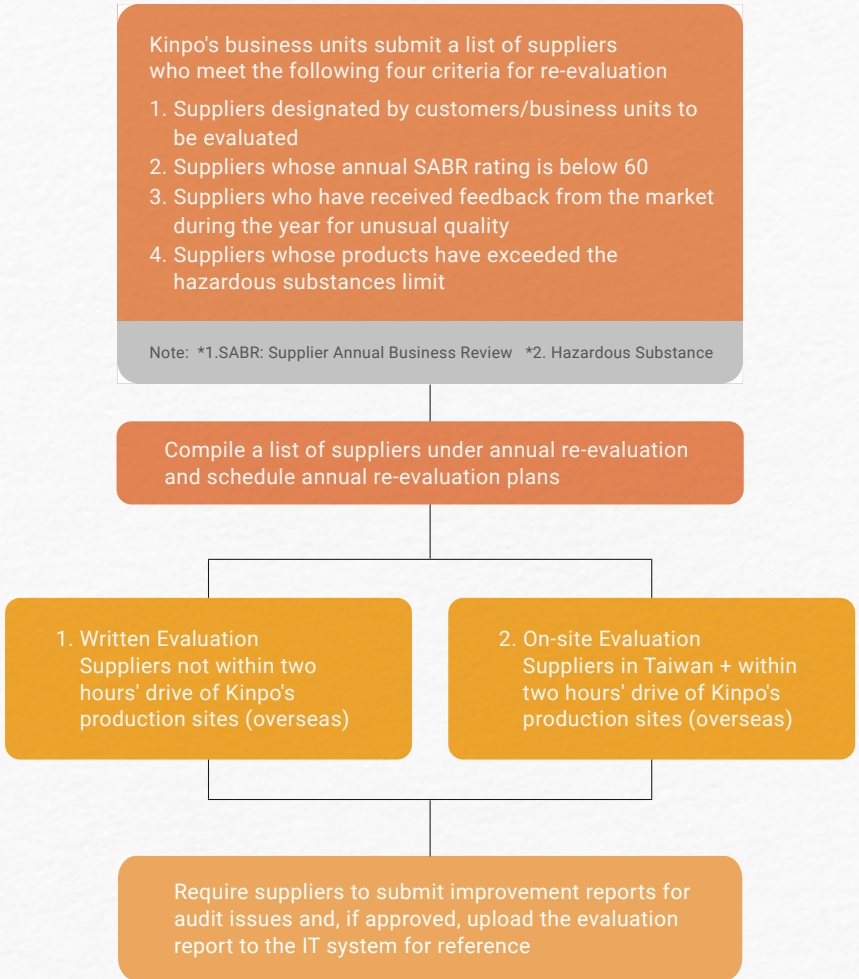 Kinpo's business units submit a list of suppliers
who meet the following four criteria for re-evaluation
1. Suppliers designated by customers/business units to
be evaluated
2. Suppliers whose annual SABR rating is below 60
3. Suppliers who have received feedback from the market
during the year for unusual quality
4. Suppliers whose products have exceeded the
hazardous substances limit
Note: *1.SABR: Supplier Annual Business Review *2. Hazardous Substance
Compile a list of suppliers under annual re-evaluation
and schedule annual re-evaluation plans
1. Written Evaluation
Suppliers not within two
hours' drive of Kinpo's
production sites (overseas)
2. On-site Evaluation
Suppliers in Taiwan + within
two hours' drive of Kinpo's
production sites (overseas)
Require suppliers to submit improvement reports for
audit issues and, if approved, upload the evaluation
report to the IT system for reference